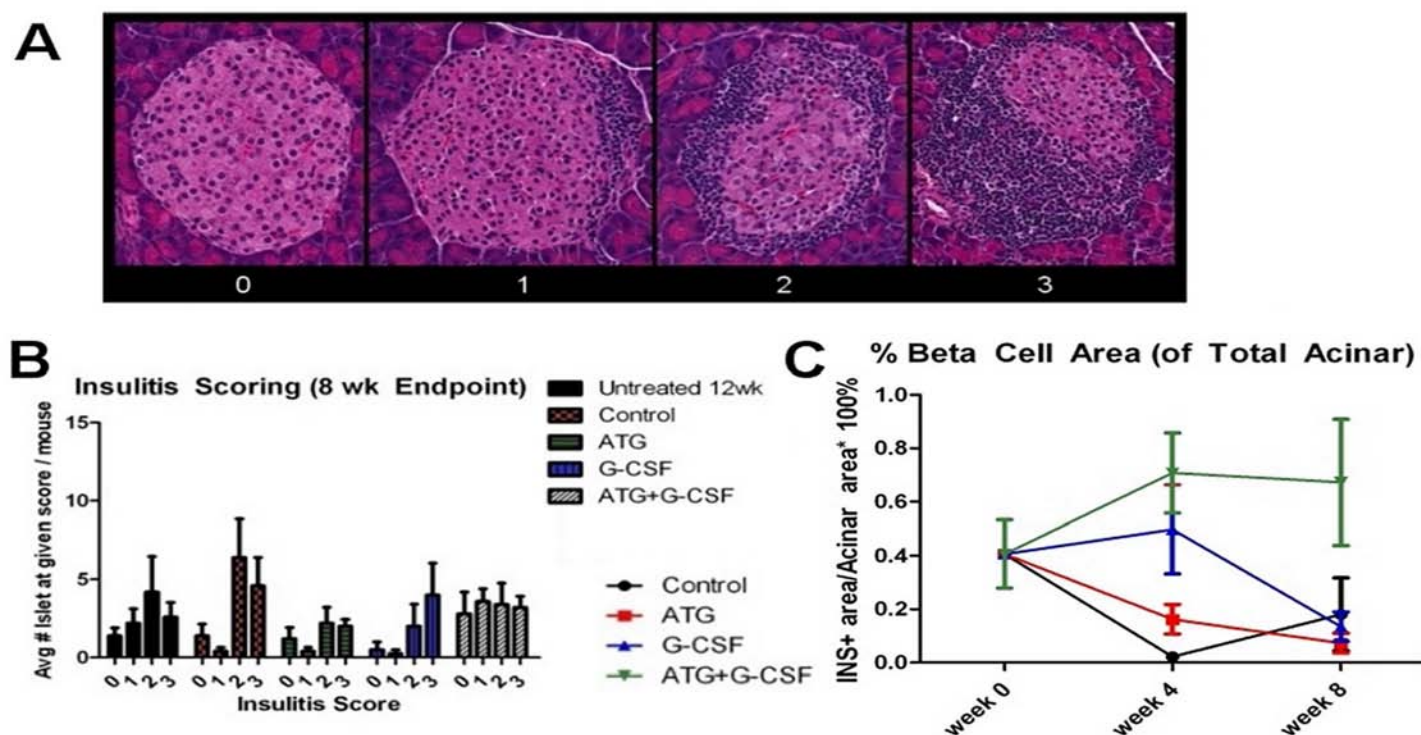 A
0 1 2 3
B
Insulitis Scoring (8 wk Endpoint)
Avg # Islet at given score / mouse
15
10
5
0
0 1 2 3 0 1 2 3 0 1 2 3 0 1 2 3 0 1 2 3
Insulitis Score
Untreated 12wk
Control
ATG
G-CSF
ATG+G-CSF
Control
ATG
G-CSF
ATG+G-CSF
C
% Beta Cell Area (of Total Acinar)
INS+ area/Acinar area* 100%
1.0
0.8
0.6
0.4
0.2
0.0
week 0 week 4 week 8